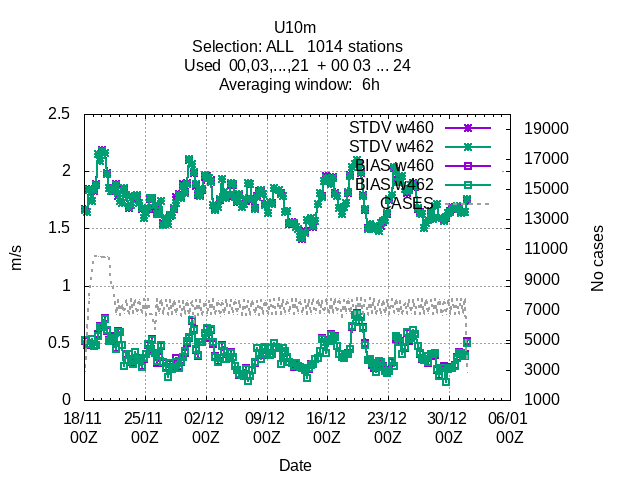 U10m
Selection: ALL   1014 stations
Used  00,03,...,21  + 00 03 ... 24
Averaging window:  6h
2.5
2
1.5
1
0.5
0
m/s
STDV w460
STDV w462
BIAS w460
BIAS w462
CASES
19000
17000
15000
13000
11000
9000
7000
5000
3000
1000
No cases
18/11 25/11 02/12 09/12 16/12 23/12 30/12 06/01
00Z 00Z 00Z 00Z 00Z 00Z 00Z 00Z
Date